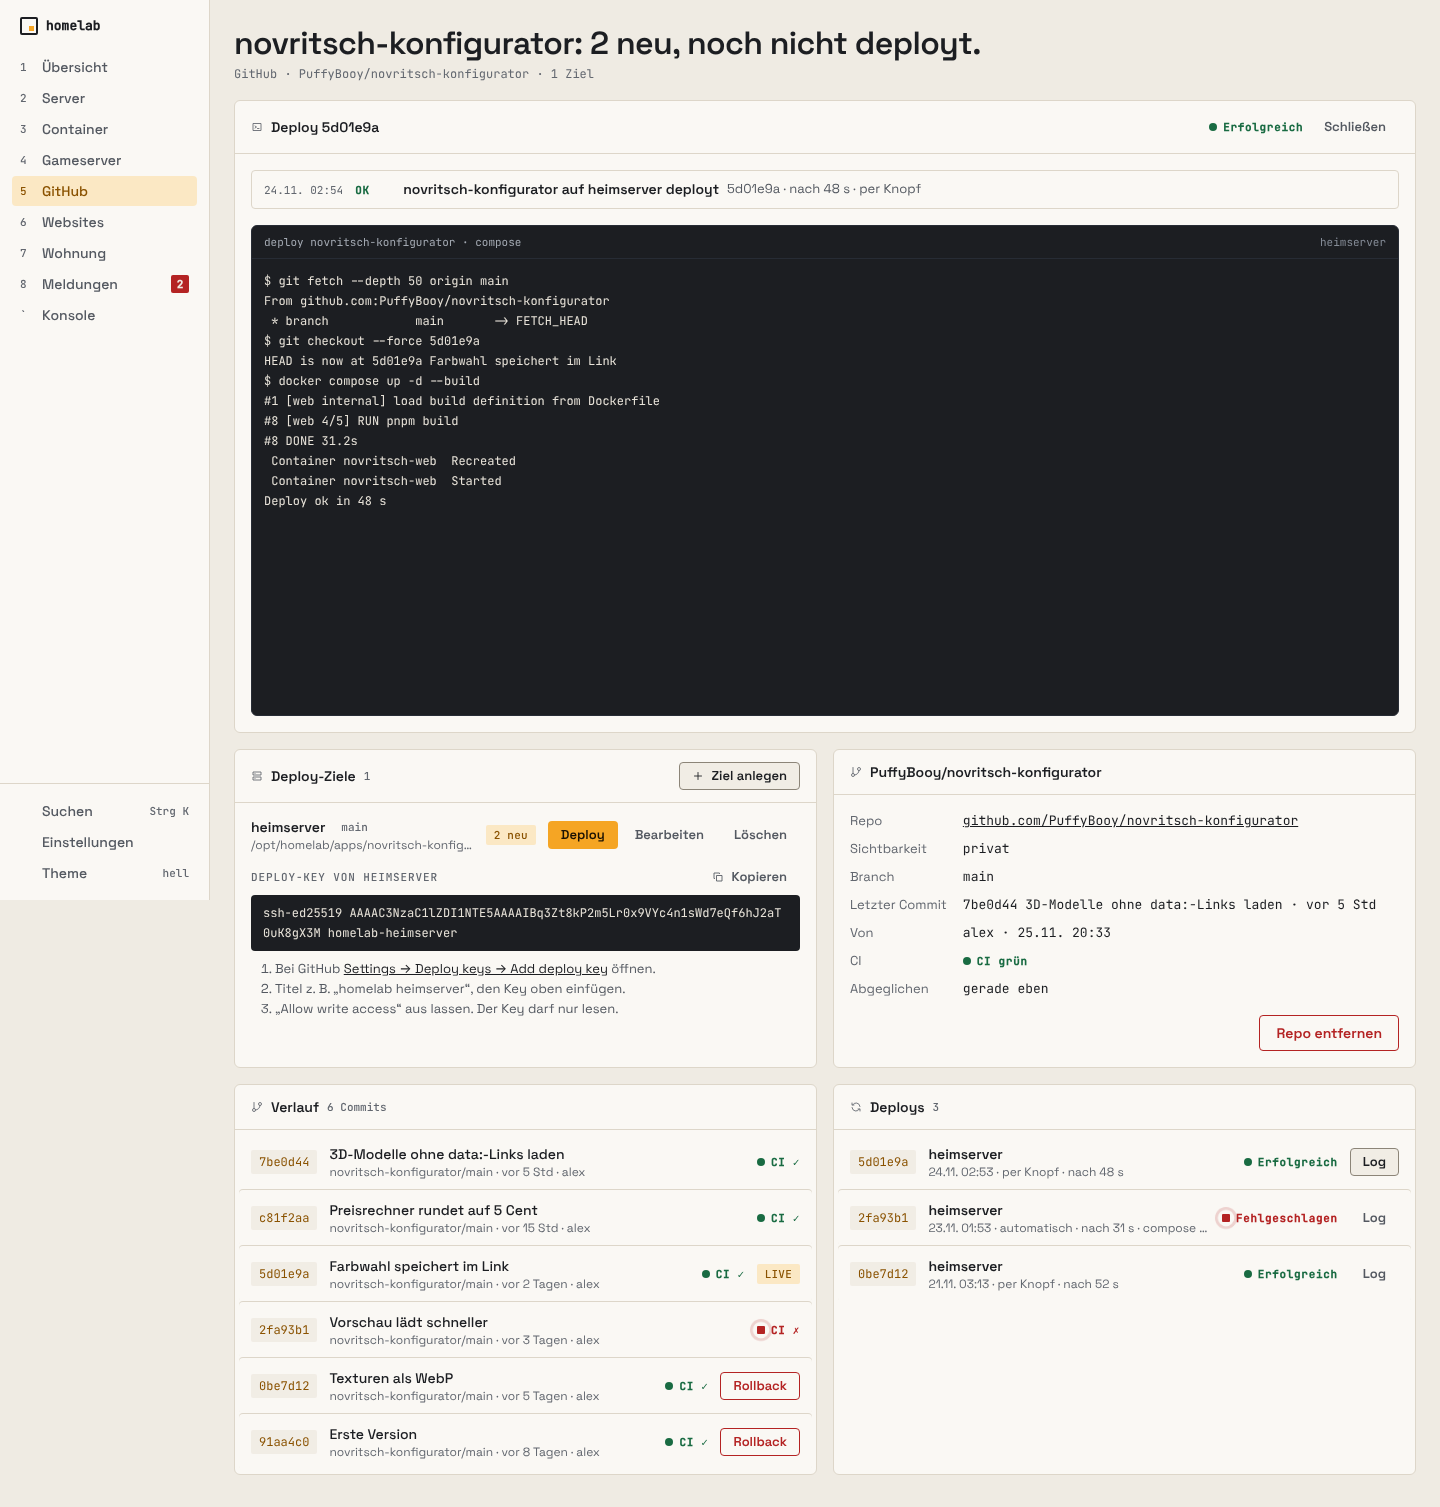 homelab
1 Übersicht
2 Server
3 Container
4 Gameserver
5 GitHub
6 Websites
7 Wohnung
8 Meldungen 2
` Konsole
Suchen Strg K
Einstellungen
Theme hell
novritsch-konfigurator: 2 neu, noch nicht deployt.
GitHub · PuffyBooy/novritsch-konfigurator · 1 Ziel
Deploy 5d01e9a Erfolgreich Schließen
24.11. 02:54 OK novritsch-konfigurator auf heimserver deployt 5d01e9a · nach 48 s · per Knopf
deploy novritsch-konfigurator · compose heimserver
$ git fetch --depth 50 origin main
From github.com:PuffyBooy/novritsch-konfigurator
* branch main -> FETCH_HEAD
$ git checkout --force 5d01e9a
HEAD is now at 5d01e9a Farbwahl speichert im Link
$ docker compose up -d --build
#1 [web internal] load build definition from Dockerfile
#8 [web 4/5] RUN pnpm build
#8 DONE 31.2s
Container novritsch-web Recreated
Container novritsch-web Started
Deploy ok in 48 s
Deploy-Ziele 1 + Ziel anlegen
heimserver main
/opt/homelab/apps/novritsch-konfig… 2 neu Deploy Bearbeiten Löschen
DEPLOY-KEY VON HEIMSERVER Kopieren
ssh-ed25519 AAAAC3NzaC1lZDI1NTE5AAAAIBq3Zt8kP2m5Lr0x9VYc4n1sWd7eQf6hJ2aT
0uK8gX3M homelab-heimserver
1. Bei GitHub Settings → Deploy keys → Add deploy key öffnen.
2. Titel z. B. „homelab heimserver“, den Key oben einfügen.
3. „Allow write access“ aus lassen. Der Key darf nur lesen.
PuffyBooy/novritsch-konfigurator
Repo github.com/PuffyBooy/novritsch-konfigurator
Sichtbarkeit privat
Branch main
Letzter Commit 7be0d44 3D-Modelle ohne data:-Links laden · vor 5 Std
Von alex · 25.11. 20:33
CI CI grün
Abgeglichen gerade eben
Repo entfernen
Verlauf 6 Commits
7be0d44 3D-Modelle ohne data:-Links laden CI ✓
novritsch-konfigurator/main · vor 5 Std · alex
c81f2aa Preisrechner rundet auf 5 Cent CI ✓
novritsch-konfigurator/main · vor 15 Std · alex
5d01e9a Farbwahl speichert im Link CI ✓ LIVE
novritsch-konfigurator/main · vor 2 Tagen · alex
2fa93b1 Vorschau lädt schneller CI ✗
novritsch-konfigurator/main · vor 3 Tagen · alex
0be7d12 Texturen als WebP CI ✓ Rollback
novritsch-konfigurator/main · vor 5 Tagen · alex
91aa4c0 Erste Version CI ✓ Rollback
novritsch-konfigurator/main · vor 8 Tagen · alex
Deploys 3
5d01e9a heimserver Erfolgreich Log
24.11. 02:53 · per Knopf · nach 48 s
2fa93b1 heimserver Fehlgeschlagen Log
23.11. 01:53 · automatisch · nach 31 s · compose …
0be7d12 heimserver Erfolgreich Log
21.11. 03:13 · per Knopf · nach 52 s